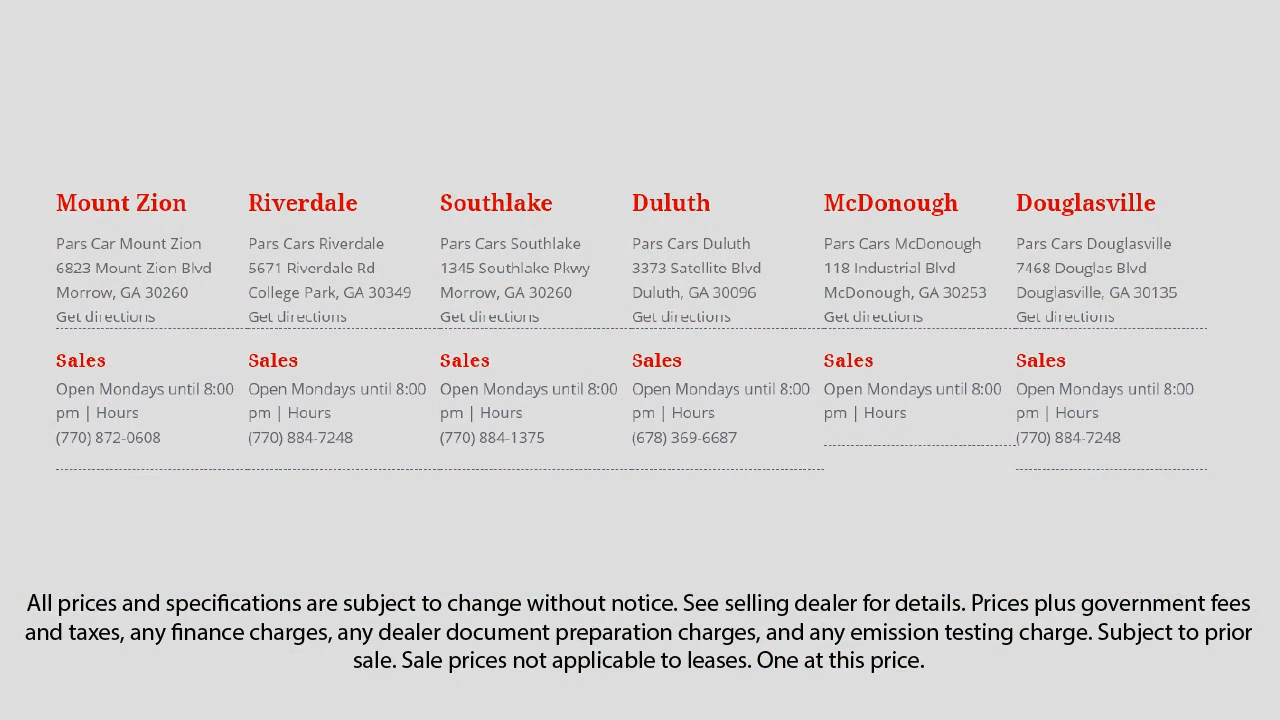 Mount Zion
Pars Car Mount Zion
6823 Mount Zion Blvd
Morrow, GA 30260
Get directions
Sales
Open Mondays until 8:00
pm | Hours
(770) 872-0608
Riverdale
Pars Cars Riverdale
5671 Riverdale Rd
College Park, GA 30349
Get directions
Sales
Open Mondays until 8:00
pm | Hours
(770) 884-7248
Southlake
Pars Cars Southlake
1345 Southlake Pkwy
Morrow, GA 30260
Get directions
Sales
Open Mondays until 8:00
pm | Hours
(770) 884-1375
Duluth
Pars Cars Duluth
3373 Satellite Blvd
Duluth, GA 30096
Get directions
Sales
Open Mondays until 8:00
pm | Hours
(678) 369-6687
McDonough
Pars Cars McDonough
118 Industrial Blvd
McDonough, GA 30253
Get directions
Sales
Open Mondays until 8:00
pm | Hours
Douglasville
Pars Cars Douglasville
7468 Douglas Blvd
Douglasville, GA 30135
Get directions
Sales
Open Mondays until 8:00
pm | Hours
(770) 884-7248
All prices and specifications are subject to change without notice. See selling dealer for details. Prices plus government fees
and taxes, any finance charges, any dealer document preparation charges, and any emission testing charge. Subject to prior
sale. Sale prices not applicable to leases. One at this price.